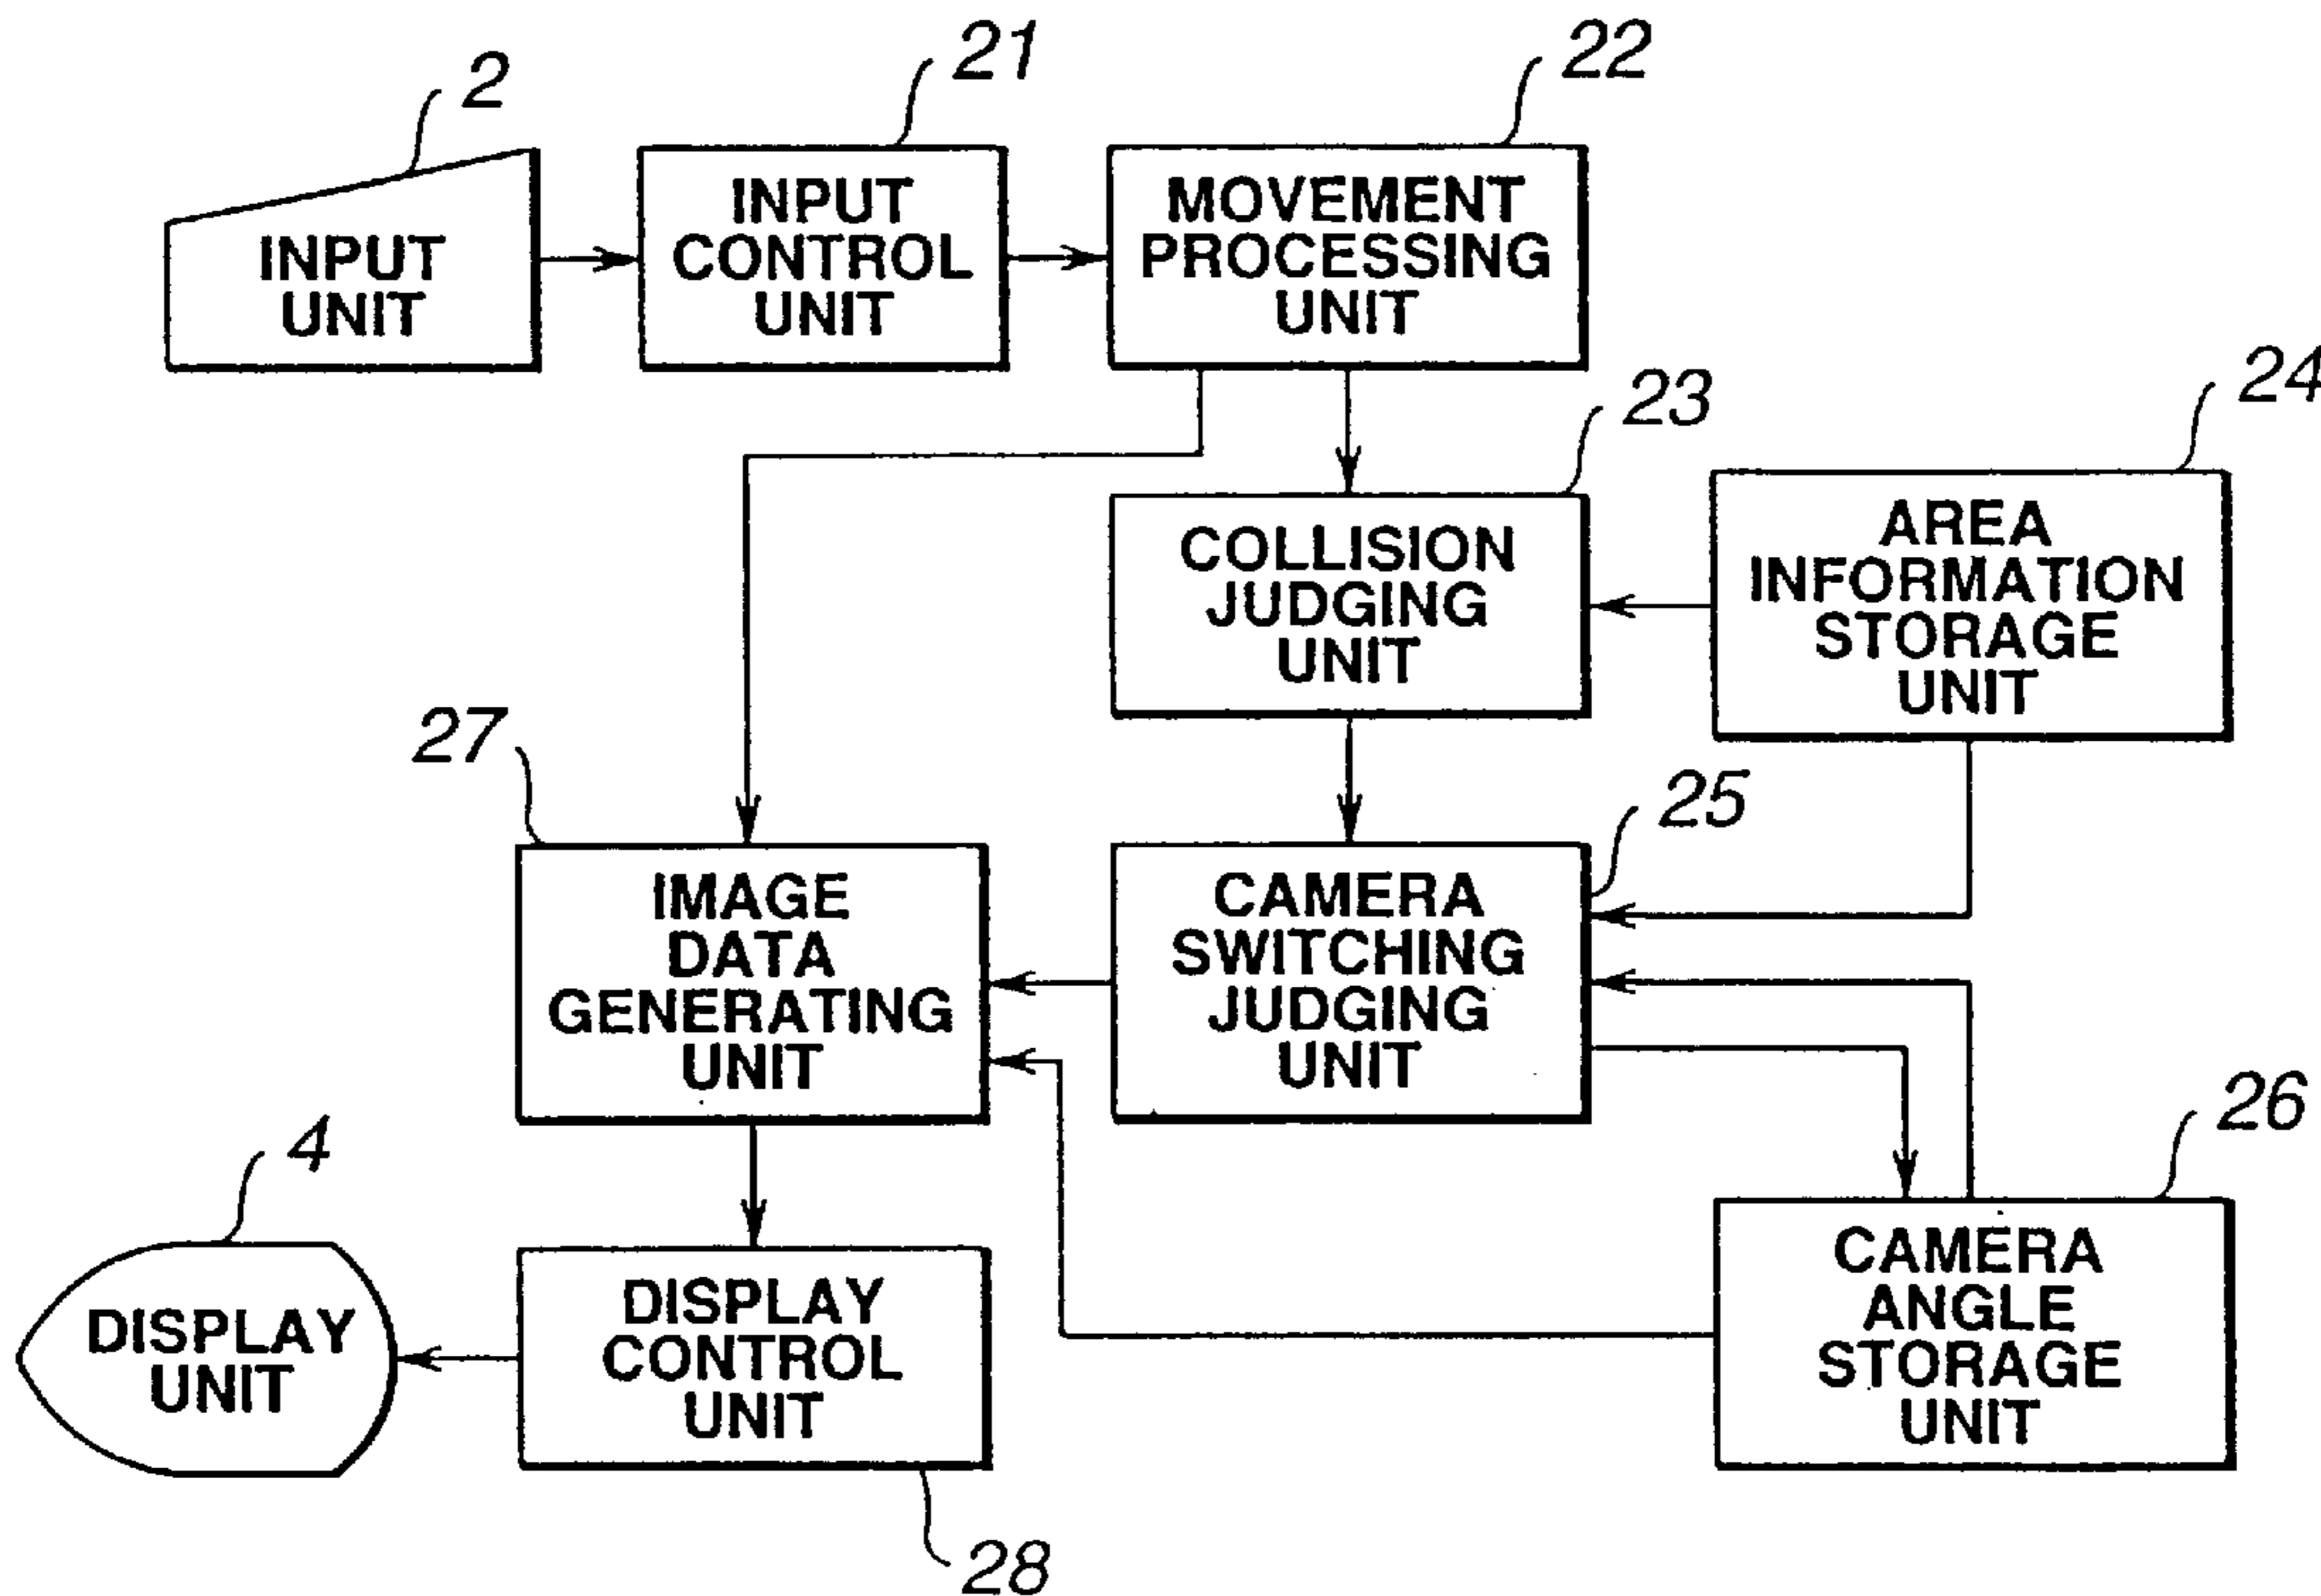 2
INPUT
UNIT
21
INPUT
CONTROL
UNIT
22
MOVEMENT
PROCESSING
UNIT
23
COLLISION
JUDGING
UNIT
24
AREA
INFORMATION
STORAGE
UNIT
27
IMAGE
DATA
GENERATING
UNIT
25
CAMERA
SWITCHING
JUDGING
UNIT
26
CAMERA
ANGLE
STORAGE
UNIT
4
DISPLAY
UNIT
DISPLAY
CONTROL
UNIT
28